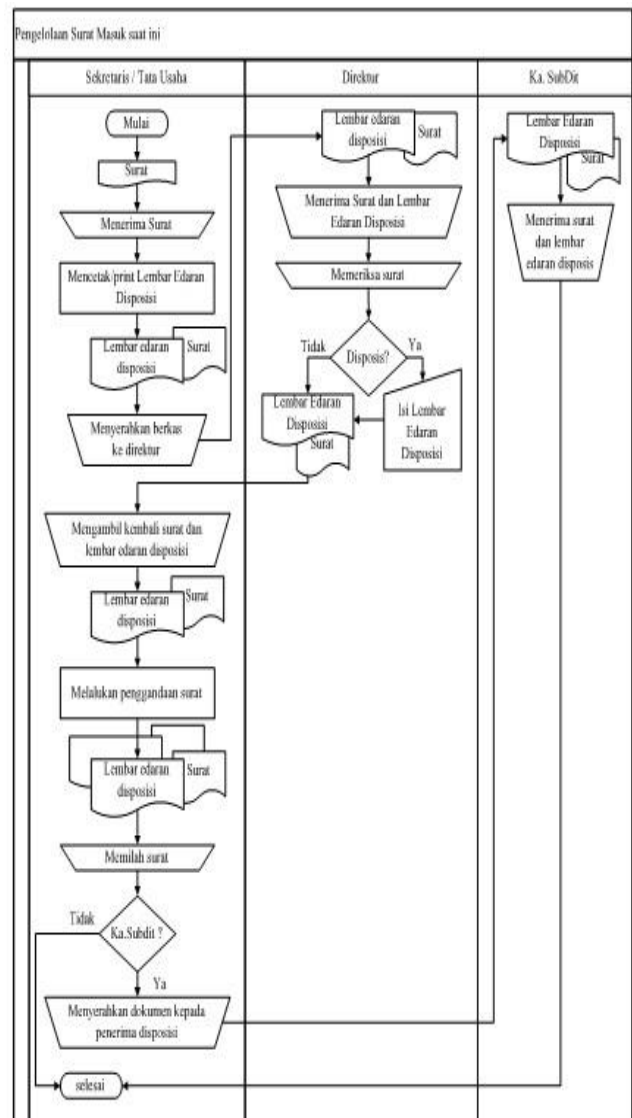 Pengelolaan Surat Masuk saat ini
Sekretaris / Tata Usaha
Direktur
Ka. SubDit
Mulai
Surat
Menerima Surat
Mencetak/print Lembar Edaran
Disposisi
Lembar edaran
disposisi
Surat
Menyerahkan berkas
ke direktur
Lembar edaran
disposisi
Surat
Menerima Surat dan Lembar
Edaran Disposisi
Memeriksa surat
Disposis?
Tidak
Ya
Isi Lembar
Edaran
Disposisi
Lembar Edaran
Disposisi
Surat
Mengambil kembali surat dan
lembar edaran disposisi
Lembar edaran
disposisi
Surat
Melalukan penggandaan surat
Lembar edaran
disposisi
Surat
Memilah surat
Ka.Subdit ?
Tidak
Ya
Menyerahkan dokumen kepada
penerima disposisi
Lembar Edaran
Disposisi
Surat
Menerima surat
dan lembar
edaran disposis
selesai